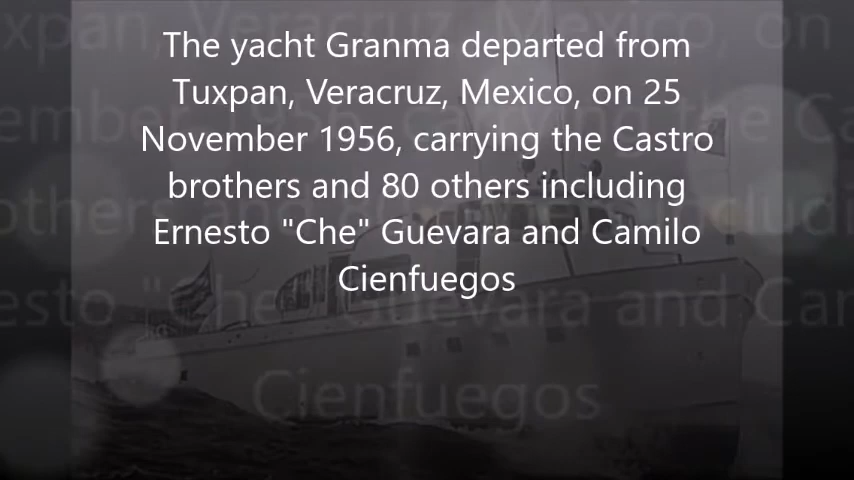 The yacht Granma departed from
Tuxpan, Veracruz, Mexico, on 25
November 1956, carrying the Castro
brothers and 80 others including
Ernesto "Che" Guevara and Camilo
Cienfuegos